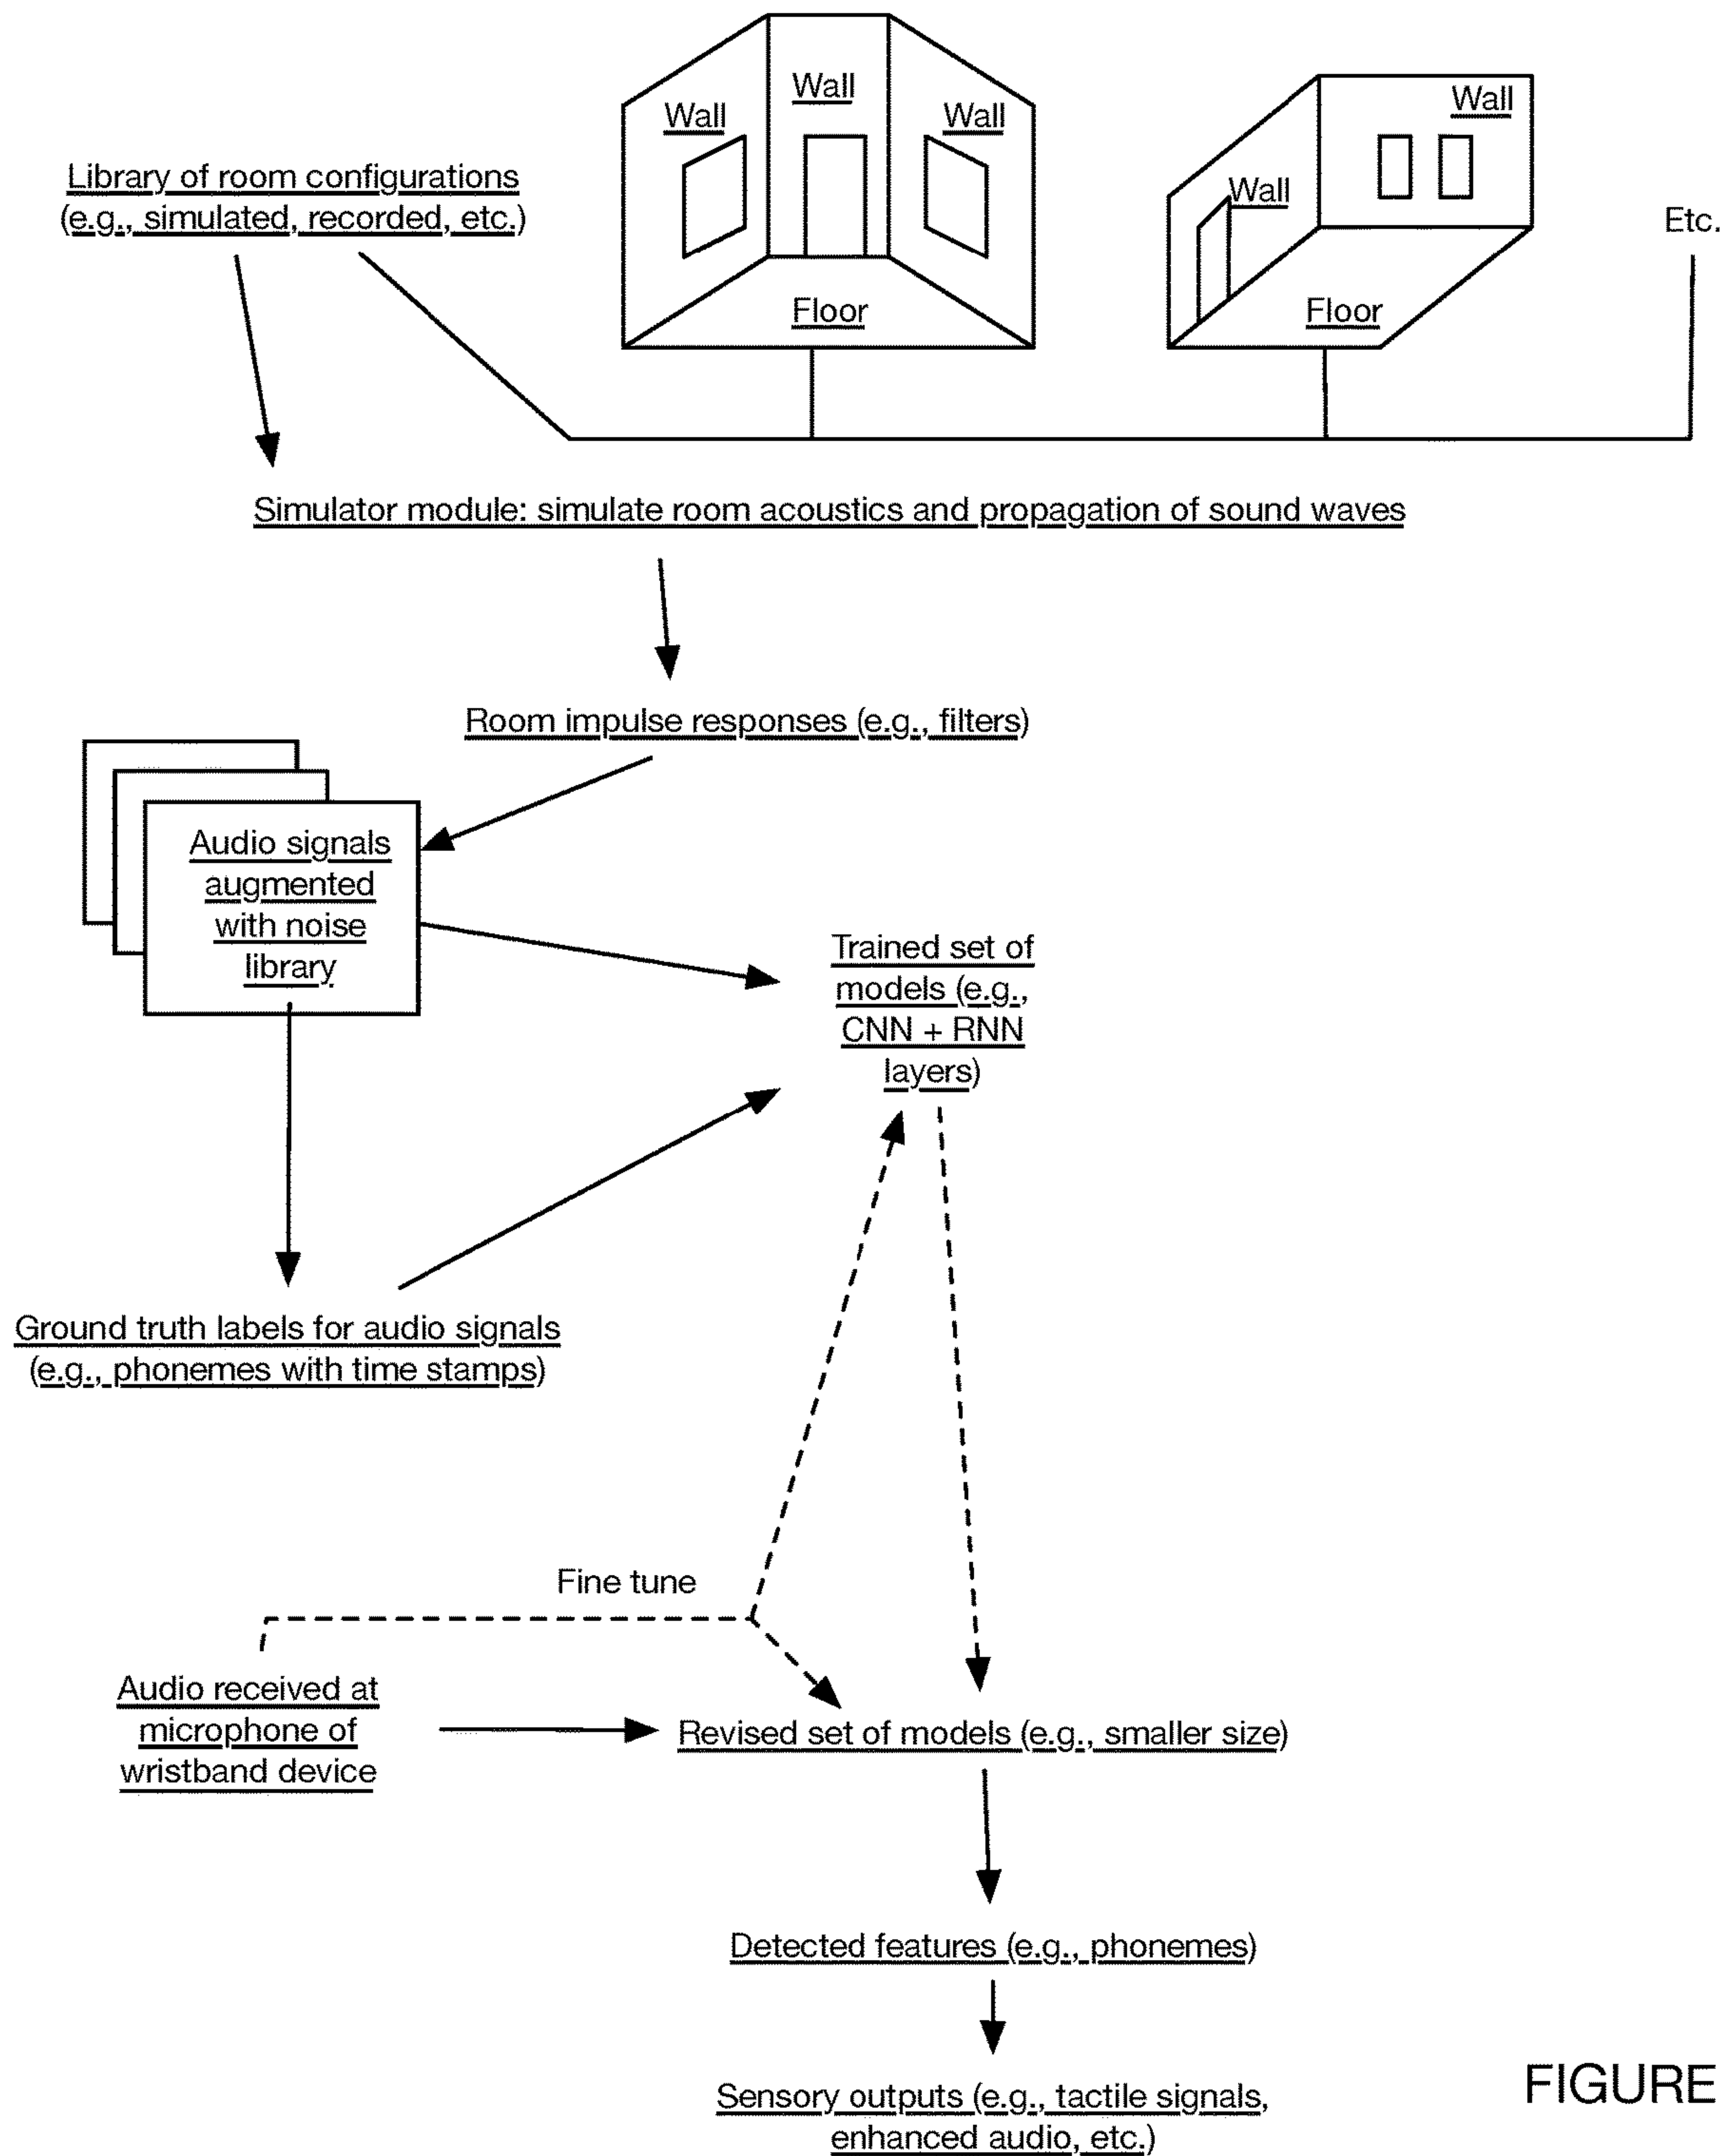 Wall
Wall
Wall
Floor
Wall
Wall
Floor
Etc.
Library of room configurations
(e.g., simulated, recorded, etc.)
Simulator module: simulate room acoustics and propagation of sound waves
Room impulse responses (e.g., filters)
Audio signals
augmented
with noise
library
Trained set of
models (e.g.,
CNN + RNN
layers)
Ground truth labels for audio signals
(e.g., phonemes with time stamps)
Fine tune
Audio received at
microphone of
wristband device
Revised set of models (e.g., smaller size)
Detected features (e.g., phonemes)
Sensory outputs (e.g., tactile signals,
enhanced audio, etc.)
FIGURE